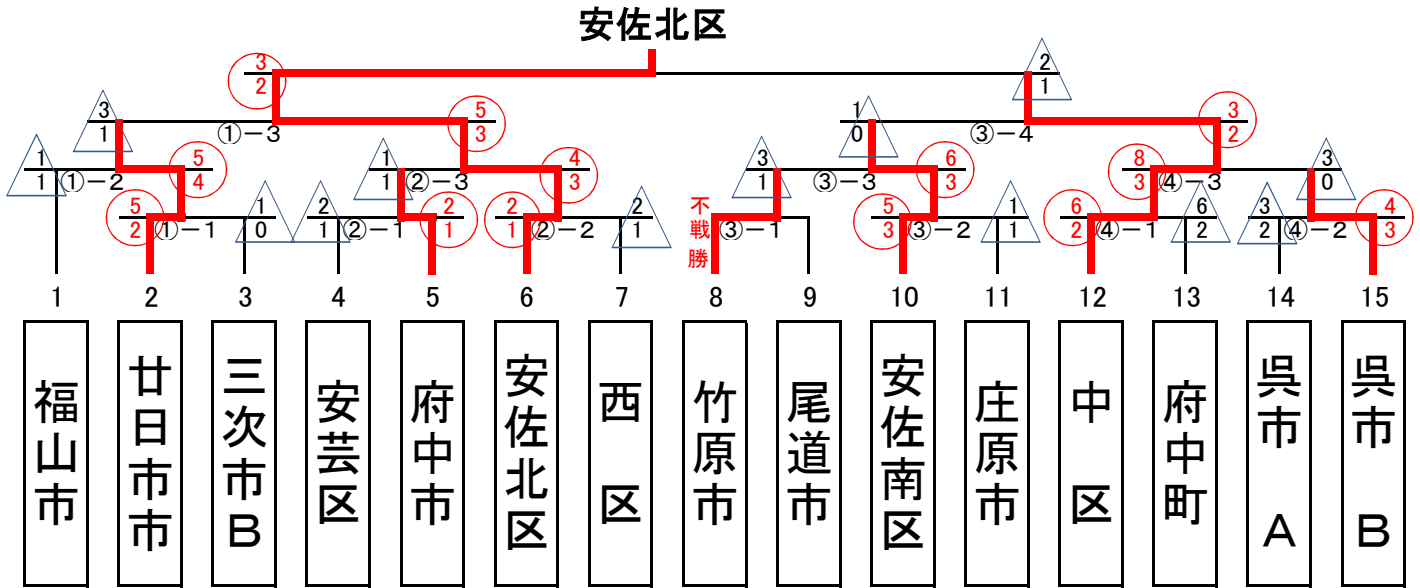 安佐北区
3 2
2 1
3 5 1 3
1 ①-3 3 0 ③-4 2
1 5 1 4 3 6 8 3
1 ①-2 4 1 ②-3 3 1 ③-3 3 3 ④-3 0
5 1 2 2 2 2 不戦勝 5 1 6 6 3 4
2 ①-1 0 1 ②-1 1 1 ②-2 1 ③-1 3 ③-2 1 2 ④-1 2 2 ④-2 3
1 2 3 4 5 6 7 8 9 10 11 12 13 14 15
福山市
廿日市市
三次市B
安芸区
府中市
安佐北区
西区
竹原市
尾道市
安佐南区
庄原市
中区
府中町
呉市 A
呉市 B